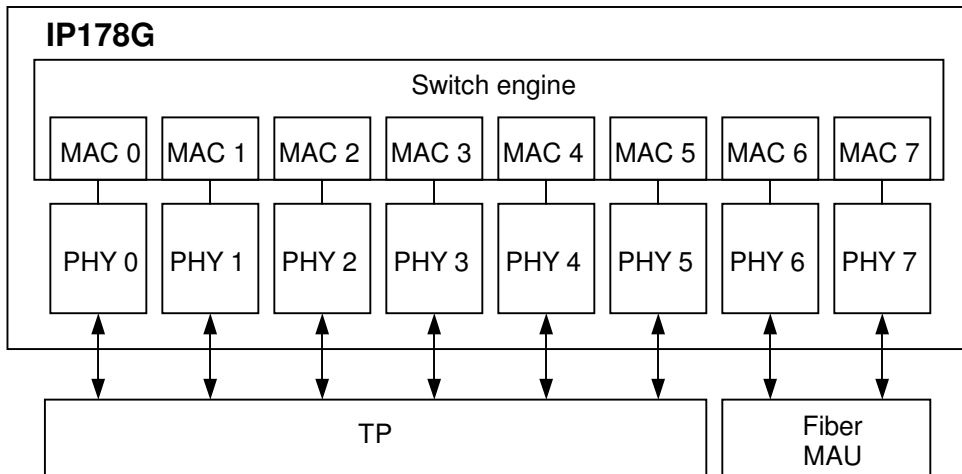 IP178G
Switch engine
MAC 0 MAC 1 MAC 2 MAC 3 MAC 4 MAC 5 MAC 6 MAC 7
PHY 0 PHY 1 PHY 2 PHY 3 PHY 4 PHY 5 PHY 6 PHY 7
TP
Fiber
MAU